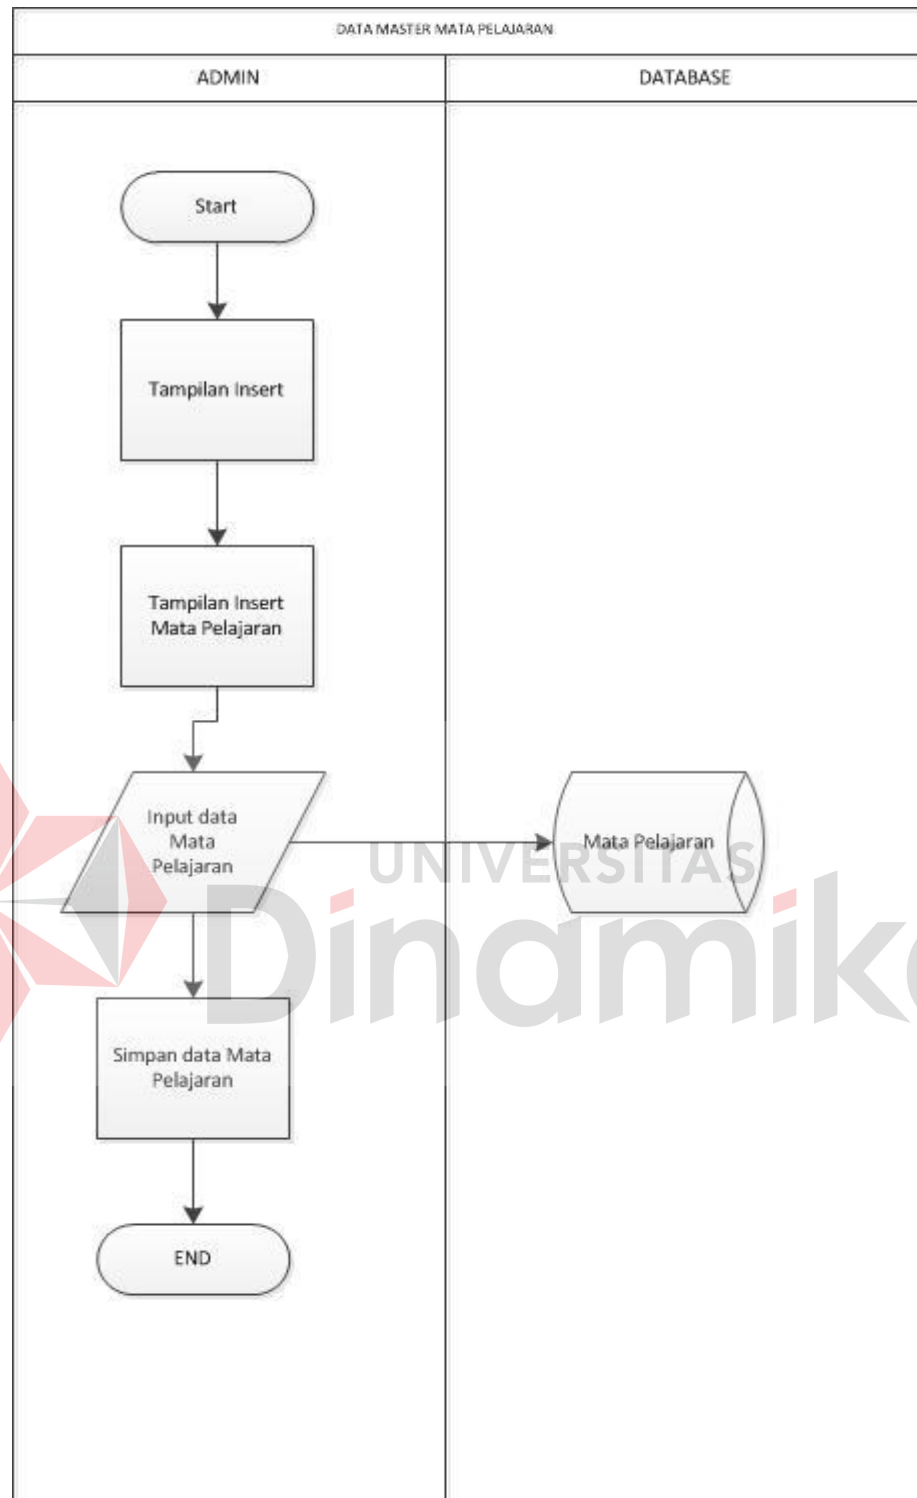 DATA MASTER MATA PELAJARAN
ADMIN
DATABASE
Start
Tampilan Insert
Tampilan Insert
Mata Pelajaran
Input data
Mata
Pelajaran
Mata Pelajaran
UNIVERSITAS
Dinamika
Simpan data Mata
Pelajaran
END